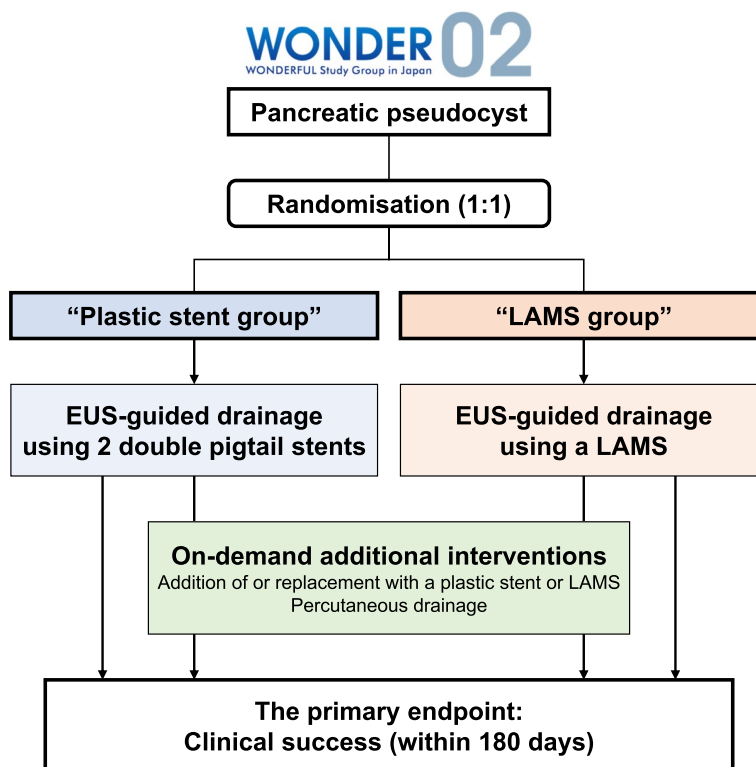 WONDER 02
WONDERFUL Study Group in Japan
Pancreatic pseudocyst
Randomisation (1:1)
“Plastic stent group”
“LAMS group”
EUS-guided drainage
using 2 double pigtail stents
EUS-guided drainage
using a LAMS
On-demand additional interventions
Addition of or replacement with a plastic stent or LAMS
Percutaneous drainage
The primary endpoint:
Clinical success (within 180 days)